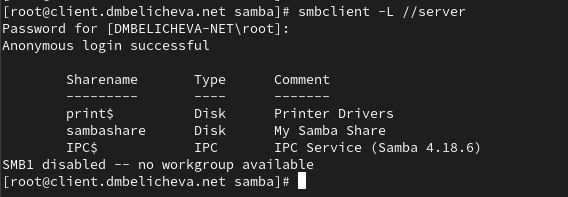 [root@client.dmbelicheva.net samba]# smbclient -L //server
Password for [DMBELICHEVA-NET\root]:
Anonymous login successful
Sharename Type Comment
--------- ---- -------
print$ Disk Printer Drivers
sambashare Disk My Samba Share
IPC$ IPC IPC Service (Samba 4.18.6)
SMB1 disabled -- no workgroup available
[root@client.dmbelicheva.net samba]#